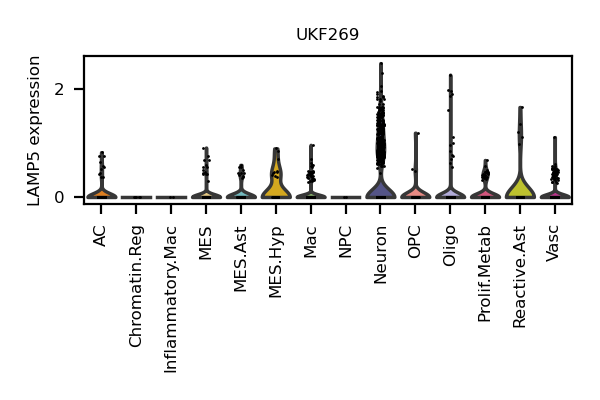 UKF269
LAMP5 expression
2
0
AC
Chromatin.Reg
Inflammatory.Mac
MES
MES.Ast
MES.Hyp
Mac
NPC
Neuron
OPC
Oligo
Prolif.Metab
Reactive.Ast
Vasc